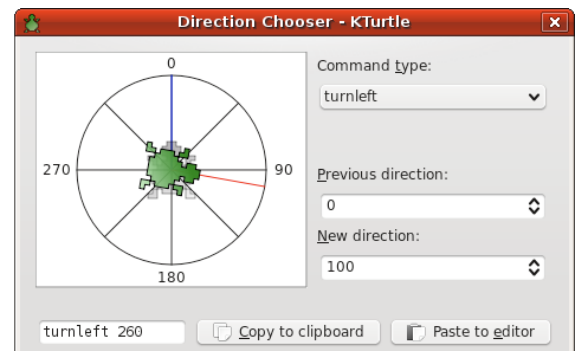 Direction Chooser - KTurtle
0
270
90
180
Command type:
turnleft
Previous direction:
0
New direction:
100
turnleft 260
Copy to clipboard
Paste to editor